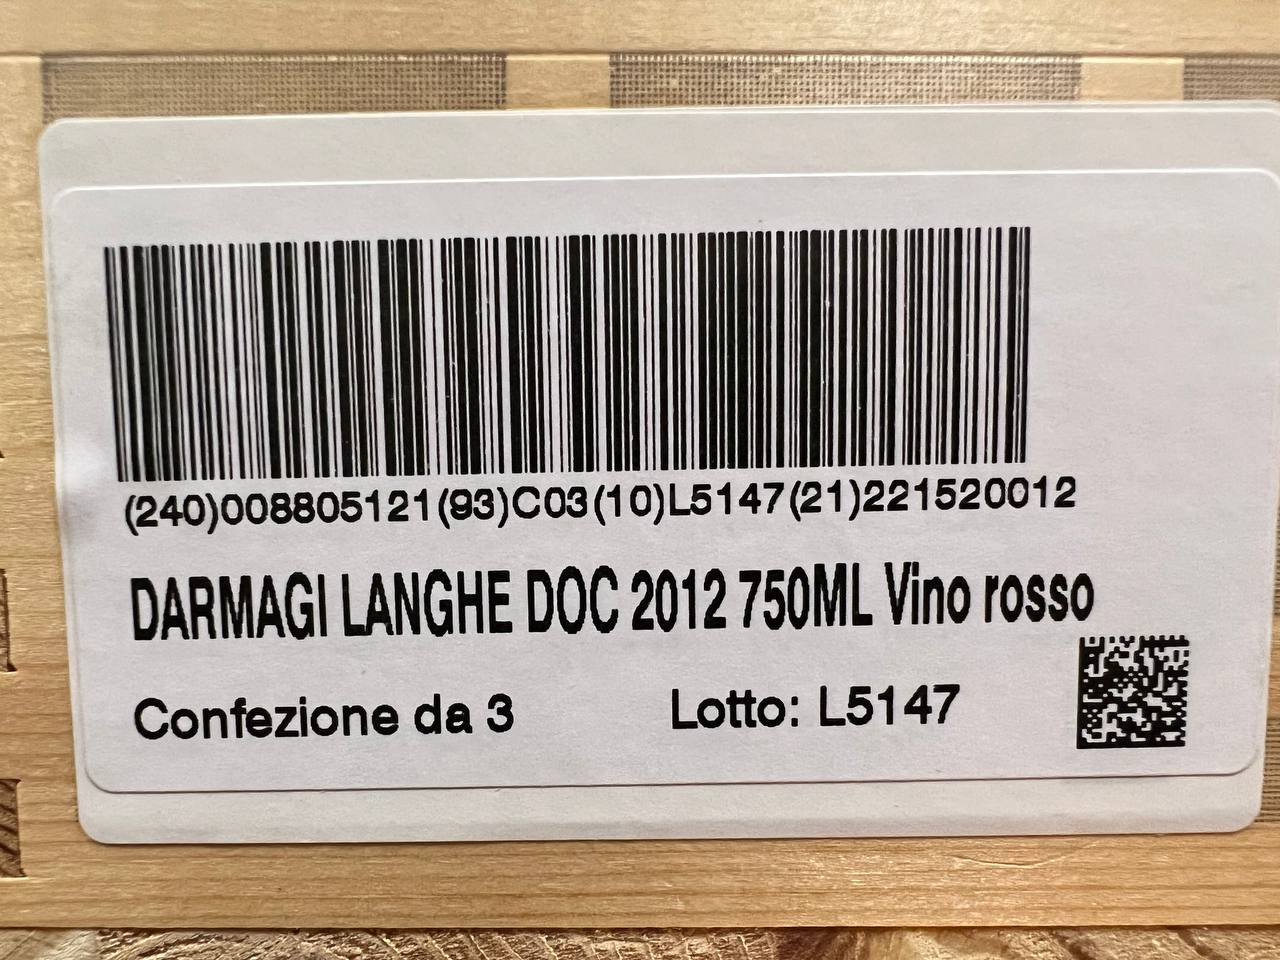 (240)008805121(93)C03(10)L5147(21)221520012
DARMAGI LANGHE DOC 2012 750ML Vino rosso
Confezione da 3 Lotto: L5147